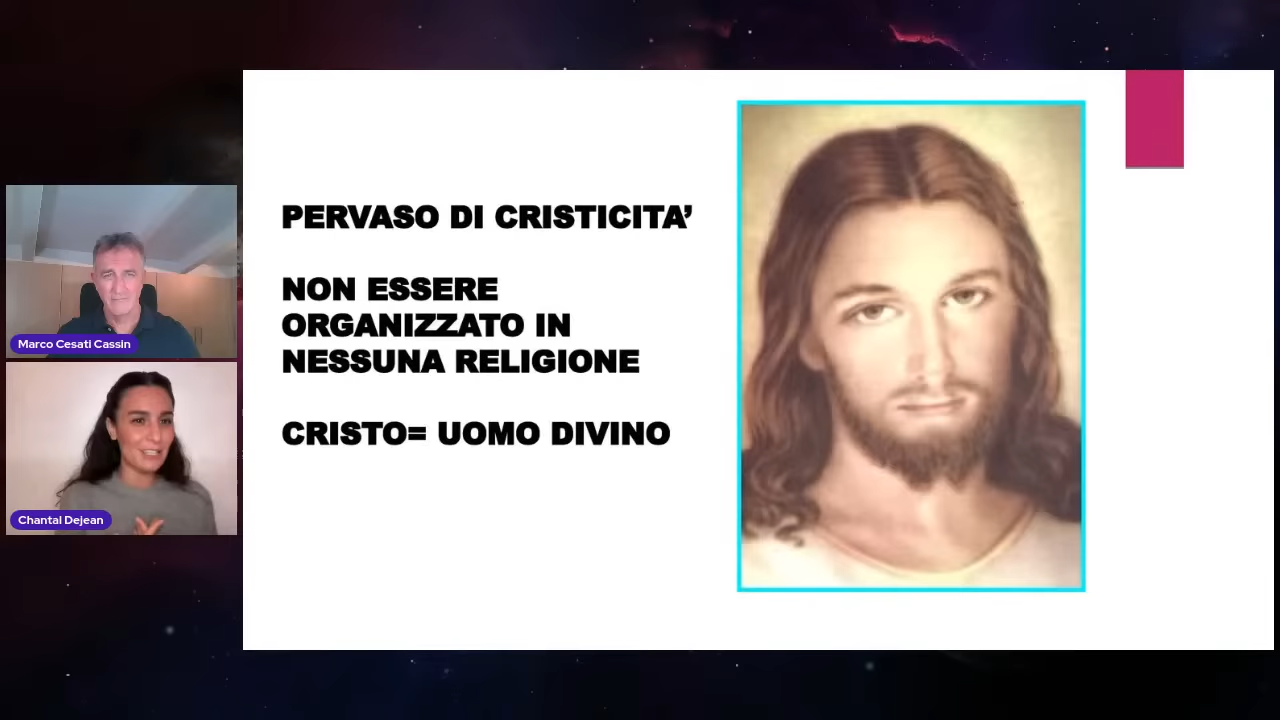 PERVASO DI CRISTICITA’
NON ESSERE
ORGANIZZATO IN
NESSUNA RELIGIONE
CRISTO= UOMO DIVINO
Marco Cesati Cassin
Chantal Dejean